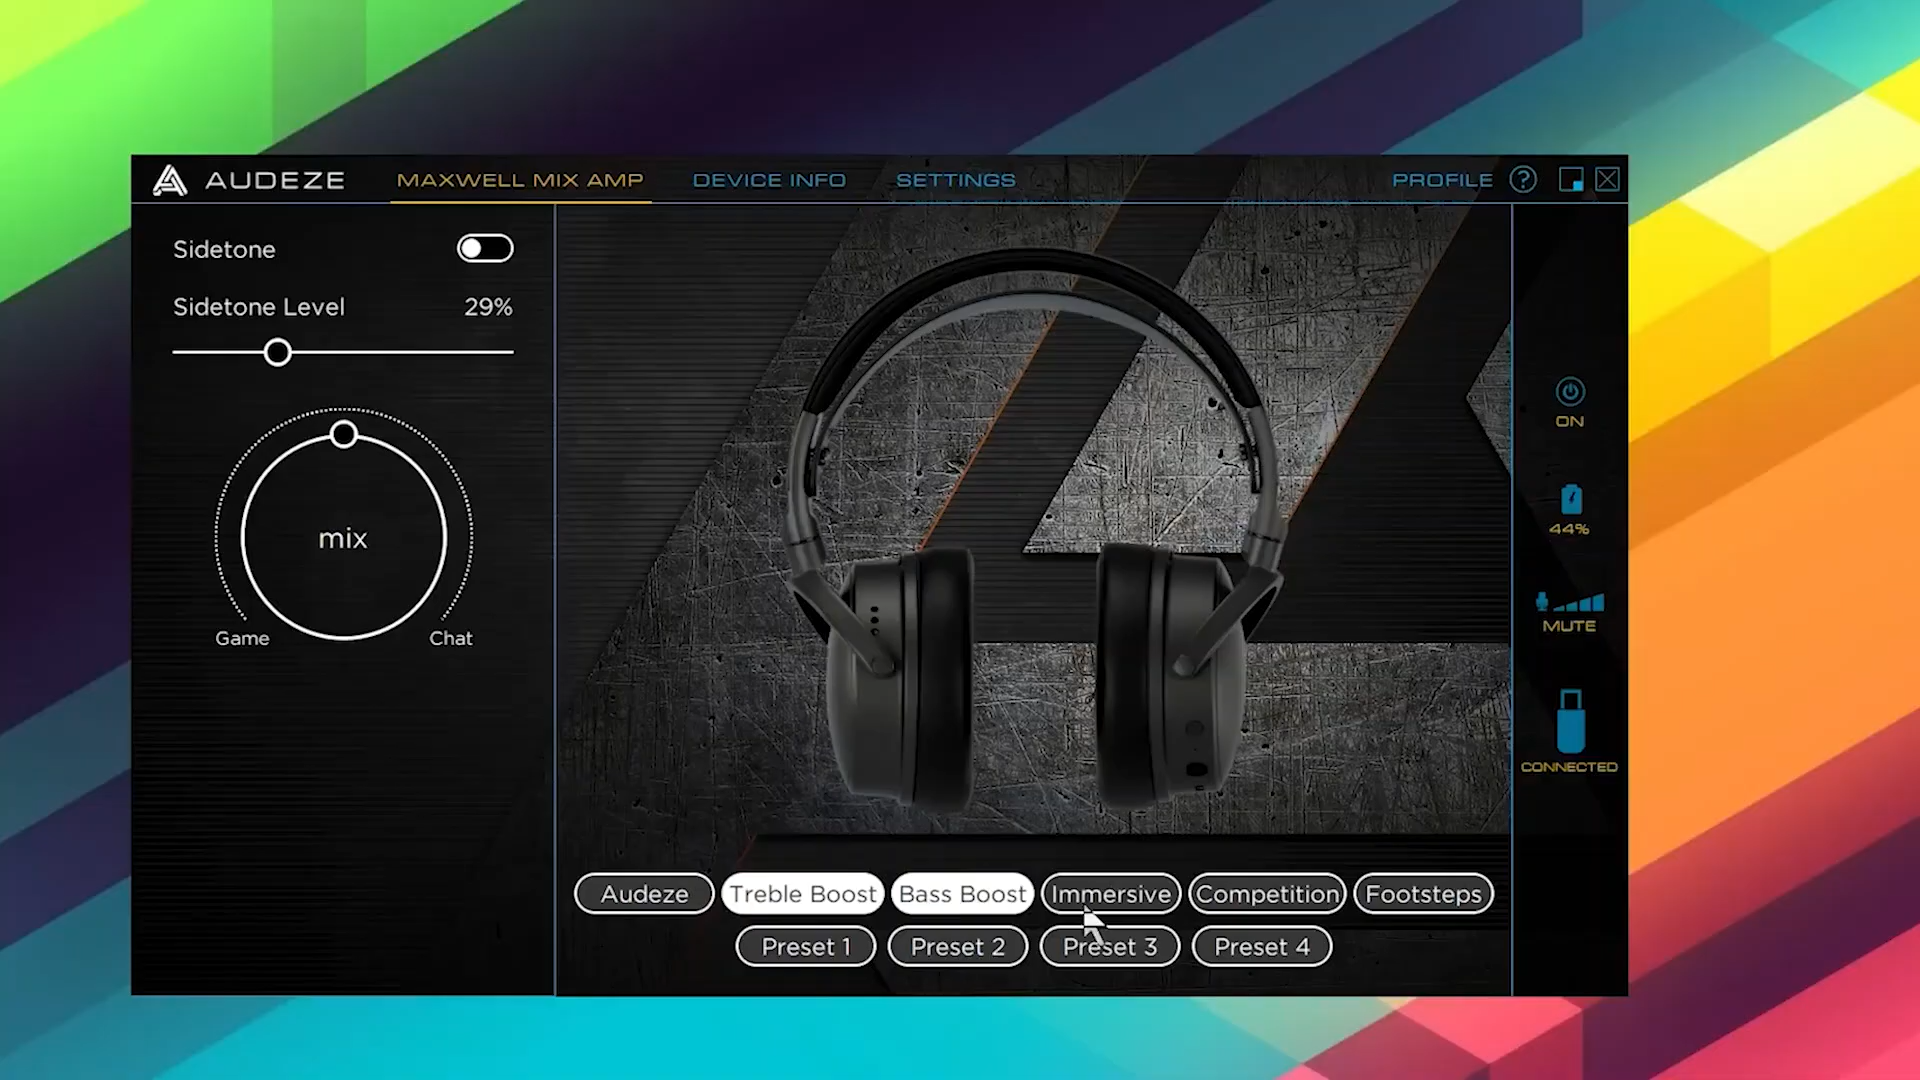 AUDEZE MAXWELL MIX AMP DEVICE INFO SETTINGS PROFILE ?
Sidetone
Sidetone Level 29%
mix
Game Chat
ON
44%
MUTE
CONNECTED
Audeze Treble Boost Bass Boost Immersive Competition Footsteps
Preset 1 Preset 2 Preset 3 Preset 4